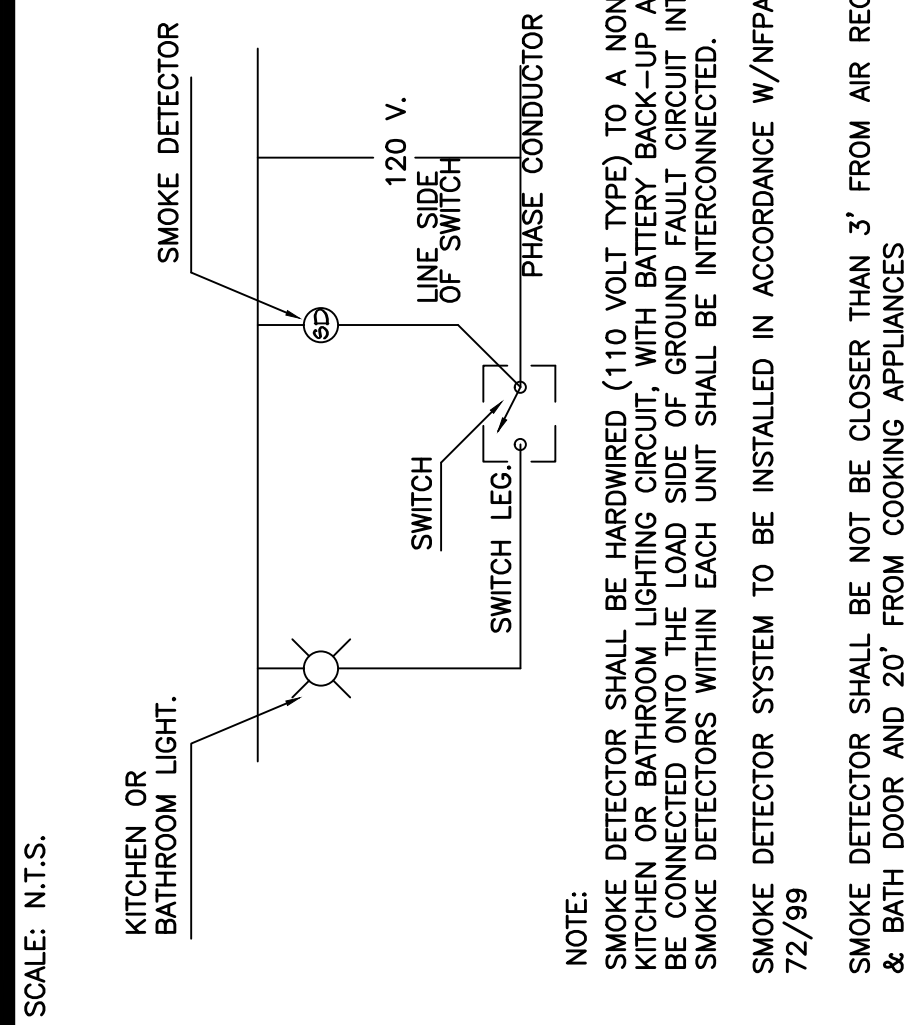 SCALE: N.T.S.
KITCHEN OR
BATHROOM LIGHT.
SMOKE DETECTOR
SD
120 V.
LINE SIDE
OF SWITCH
SWITCH
SWITCH LEG.
PHASE CONDUCTOR
NOTE:
SMOKE DETECTOR SHALL BE HARDWIRED (110 VOLT TYPE) TO A NON
KITCHEN OR BATHROOM LIGHTING CIRCUIT, WITH BATTERY BACK-UP A
BE CONNECTED ONTO THE LOAD SIDE OF GROUND FAULT CIRCUIT INT
SMOKE DETECTORS WITHIN EACH UNIT SHALL BE INTERCONNECTED.
SMOKE DETECTOR SYSTEM TO BE INSTALLED IN ACCORDANCE W/NFPA
72/99
SMOKE DETECTOR SHALL BE NOT BE CLOSER THAN 3' FROM AIR REC
& BATH DOOR AND 20' FROM COOKING APPLIANCES